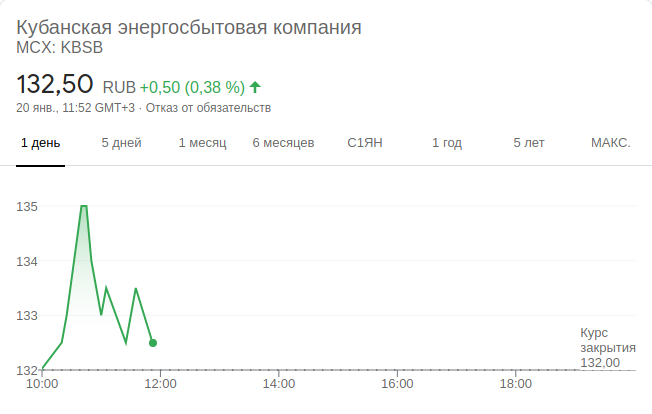 Кубанская энергосбытовая компания
MCX: KBSB
132,50 RUB +0,50 (0,38 %)
20 янв., 11:52 GMT+3 · Отказ от обязательств
1 день 5 дней 1 месяц 6 месяцев С1ЯН 1 год 5 лет МАКС.
135
134
133
Курс
закрытия
132,00
132
10:00 12:00 14:00 16:00 18:00